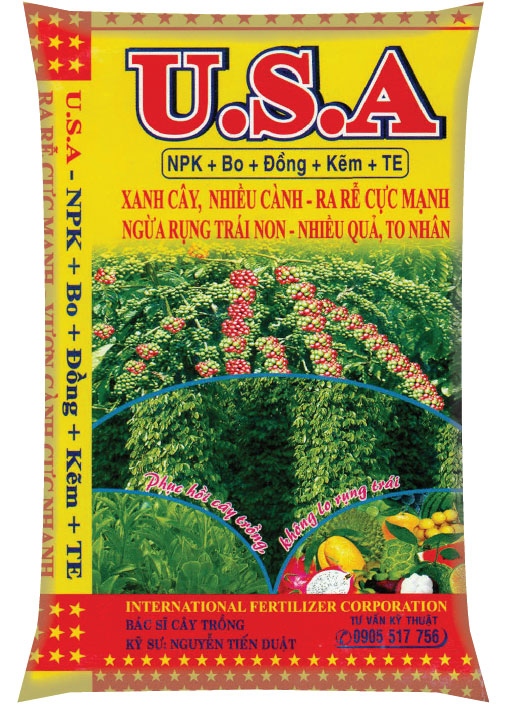 U.S.A
NPK + Bo + Đồng + Kẽm + TE
XANH CÂY, NHIỀU CÀNH - RA RỄ CỰC MẠNH
NGỪA RỤNG TRÁI NON - NHIỀU QUẢ, TO NHÂN
U.S.A - NPK + Bo + Đồng + Kẽm + TE
RA RỄ CỰC MẠNH - VƯƠN CÀNH CỰC NHANH
Phục hồi cây trồng,
không lo rụng trái
INTERNATIONAL FERTILIZER CORPORATION
BÁC SĨ CÂY TRỒNG
KỸ SƯ: NGUYỄN TIẾN DUẬT
TƯ VẤN KỸ THUẬT
0905 517 756